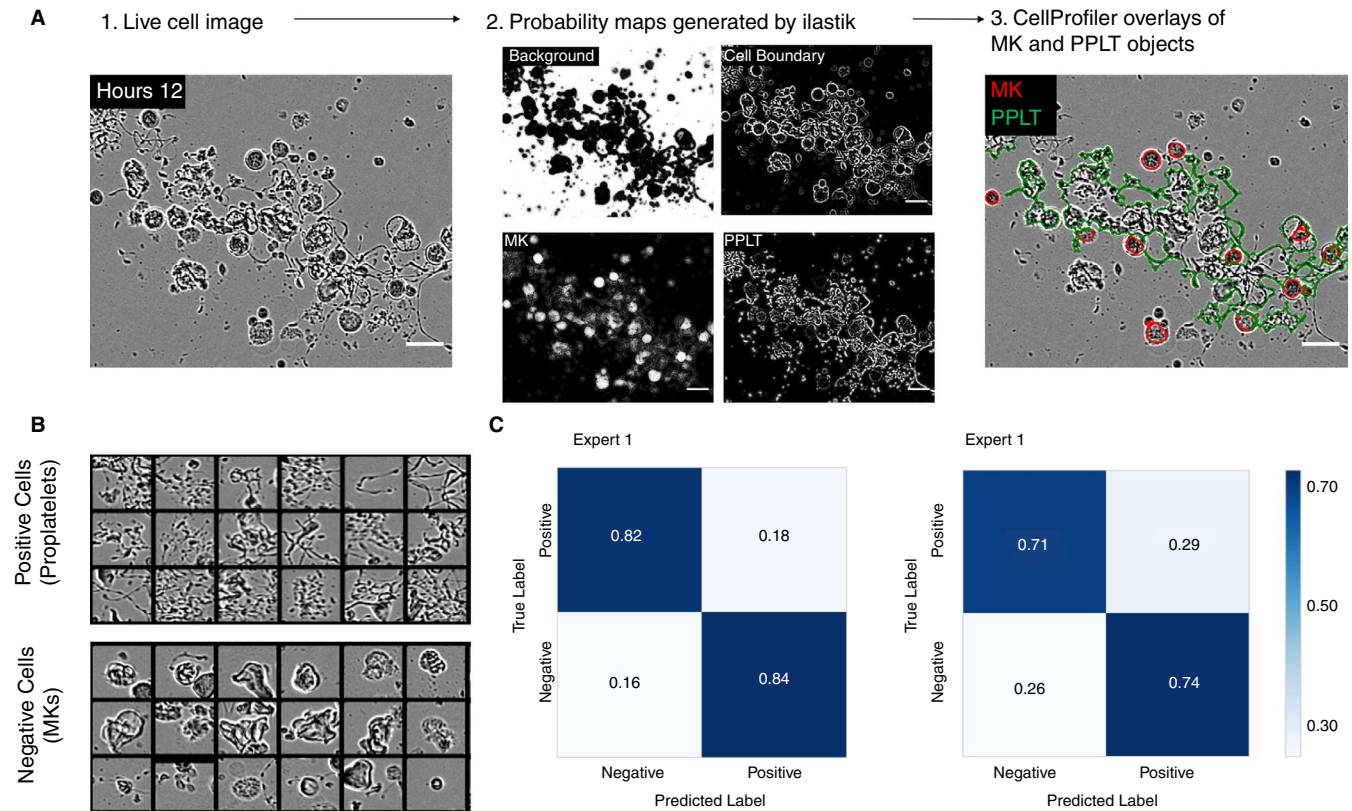 A
1. Live cell image
2. Probability maps generated by ilastik
3. CellProfiler overlays of
MK and PPLT objects
Hours 12
Background
Cell Boundary
MK
PPLT
MK
PPLT
B
Positive Cells
(Proplatelets)
Negative Cells
(MKs)
C
Expert 1
True Label
Positive
Negative
0.82
0.18
0.16
0.84
Negative
Positive
Predicted Label
Expert 1
True Label
Positive
Negative
0.71
0.29
0.26
0.74
Negative
Positive
Predicted Label
0.70
0.50
0.30